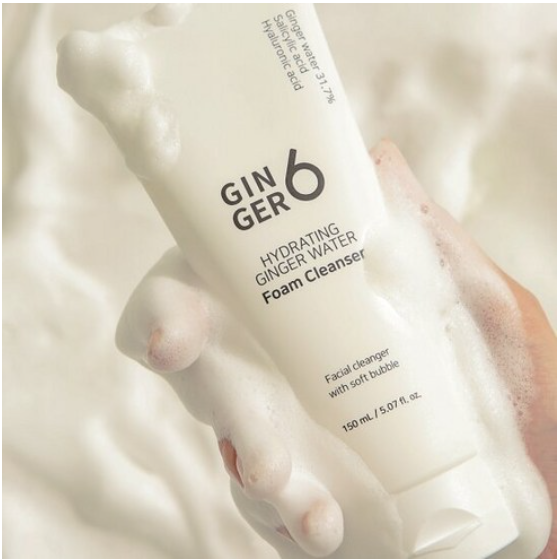 Ginger water 31.7%
Salicylic acid
Hyaluronic acid
GIN
GER6
HYDRATING
GINGER WATER
Foam Cleanser
Facial cleanger
with soft bubble
150 mL / 5.07 fl. oz.